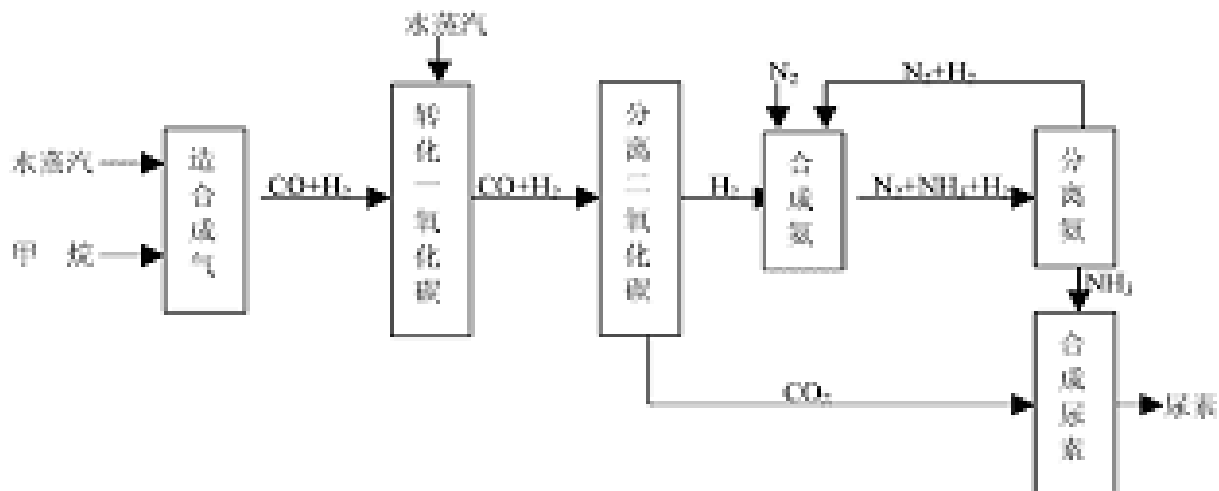 水蒸汽
水蒸汽
甲 烷
造合成气
CO+H₂
转化一氧化碳
CO+H₂
分离二氧化碳
H₂
N₂
N₂+H₂
合成氨
N₂+NH₃+H₂
分离氨
NH₃
CO₂
合成尿素
尿素